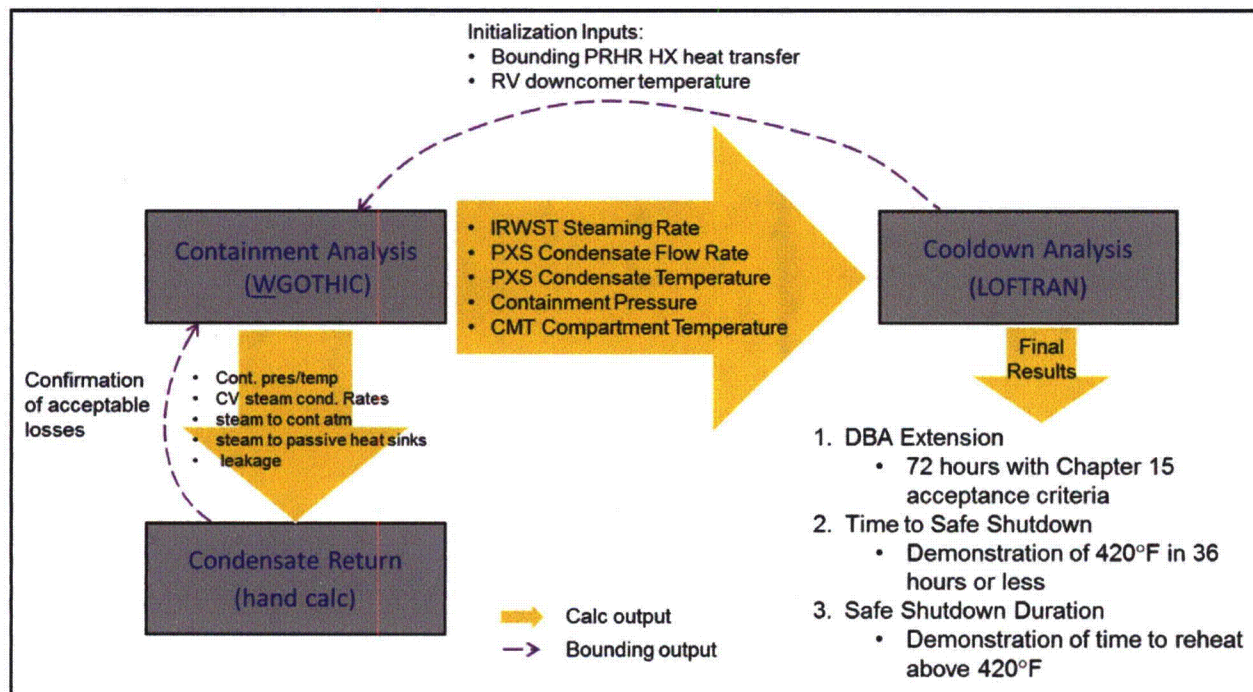 Initialization Inputs:
• Bounding PRHR HX heat transfer
• RV downcomer temperature
Containment Analysis
(WGOTHIC)
• IRWST Steaming Rate
• PXS Condensate Flow Rate
• PXS Condensate Temperature
• Containment Pressure
• CMT Compartment Temperature
Cooldown Analysis
(LOFTRAN)
Confirmation
of acceptable
losses
• Cont. pres/temp
• CV steam cond. Rates
• steam to cont atm
• steam to passive heat sinks
• leakage
Condensate Return
(hand calc)
Final
Results
1. DBA Extension
• 72 hours with Chapter 15
acceptance criteria
2. Time to Safe Shutdown
• Demonstration of 420°F in 36
hours or less
3. Safe Shutdown Duration
• Demonstration of time to reheat
above 420°F
Calc output
Bounding output